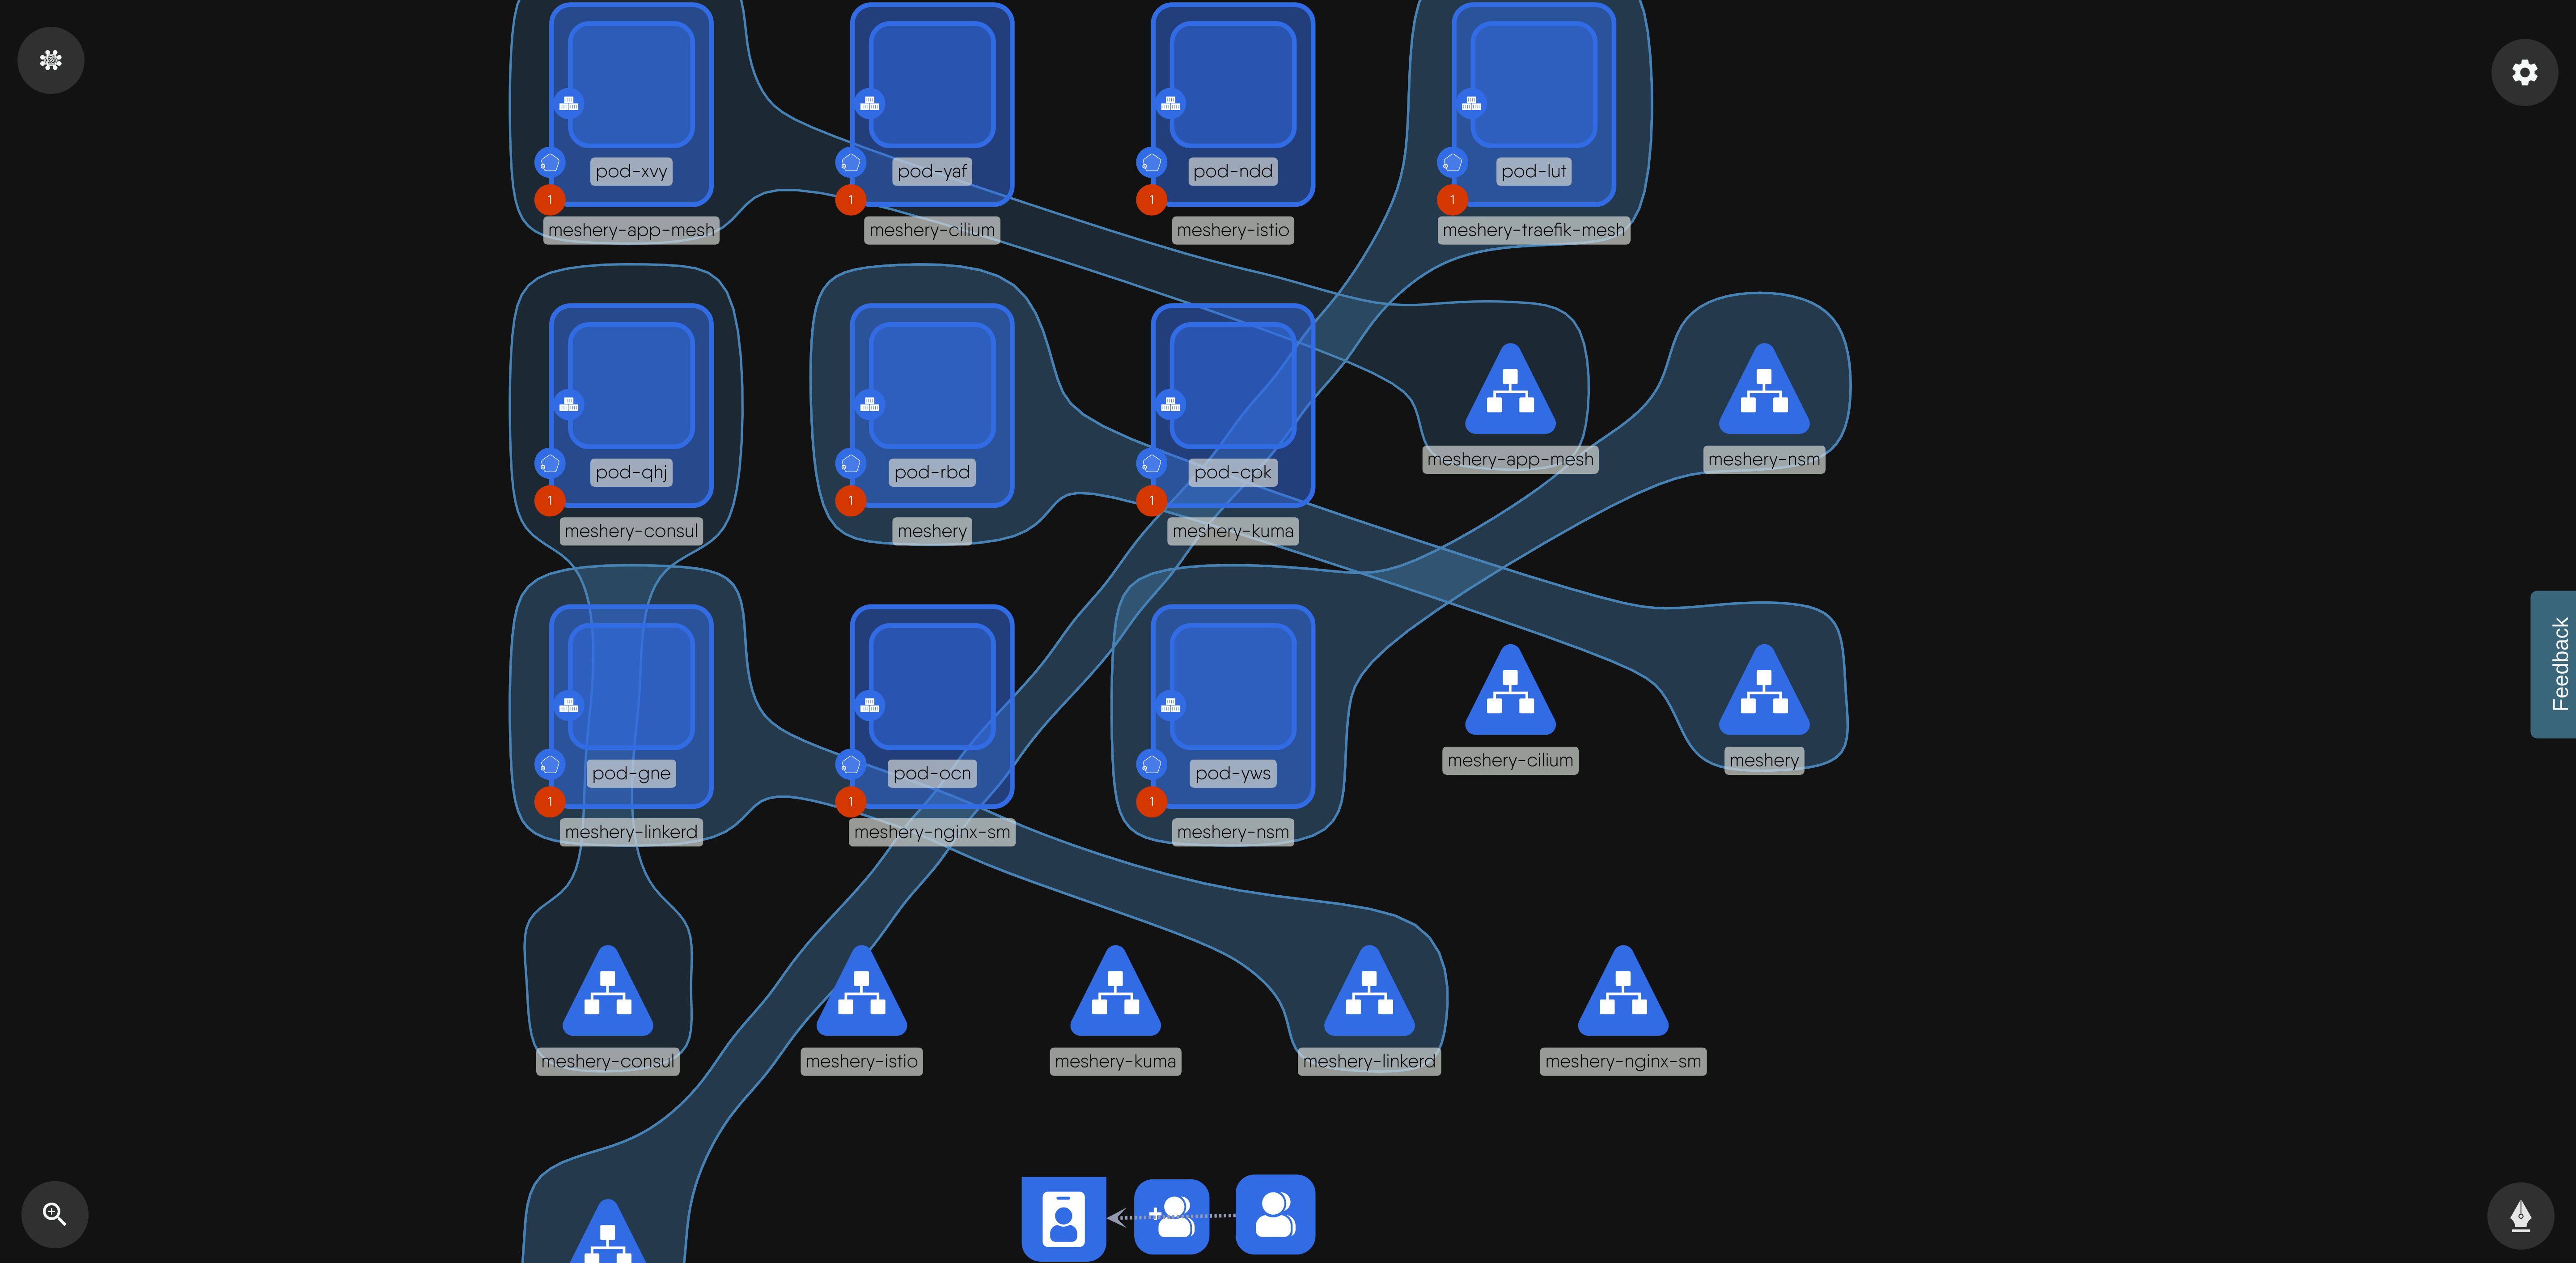 pod-xvy
pod-yaf
pod-ndd
pod-lut
1
1
1
1
meshery-app-mesh
meshery-cilium
meshery-istio
meshery-traefik-mesh
meshery-app-mesh
meshery-nsm
pod-qhj
pod-rbd
pod-cpk
1
1
1
meshery-consul
meshery
meshery-kuma
Feedback
meshery-cilium
meshery
pod-gne
pod-ocn
pod-yws
1
1
1
meshery-linkerd
meshery-nginx-sm
meshery-nsm
meshery-consul
meshery-istio
meshery-kuma
meshery-linkerd
meshery-nginx-sm